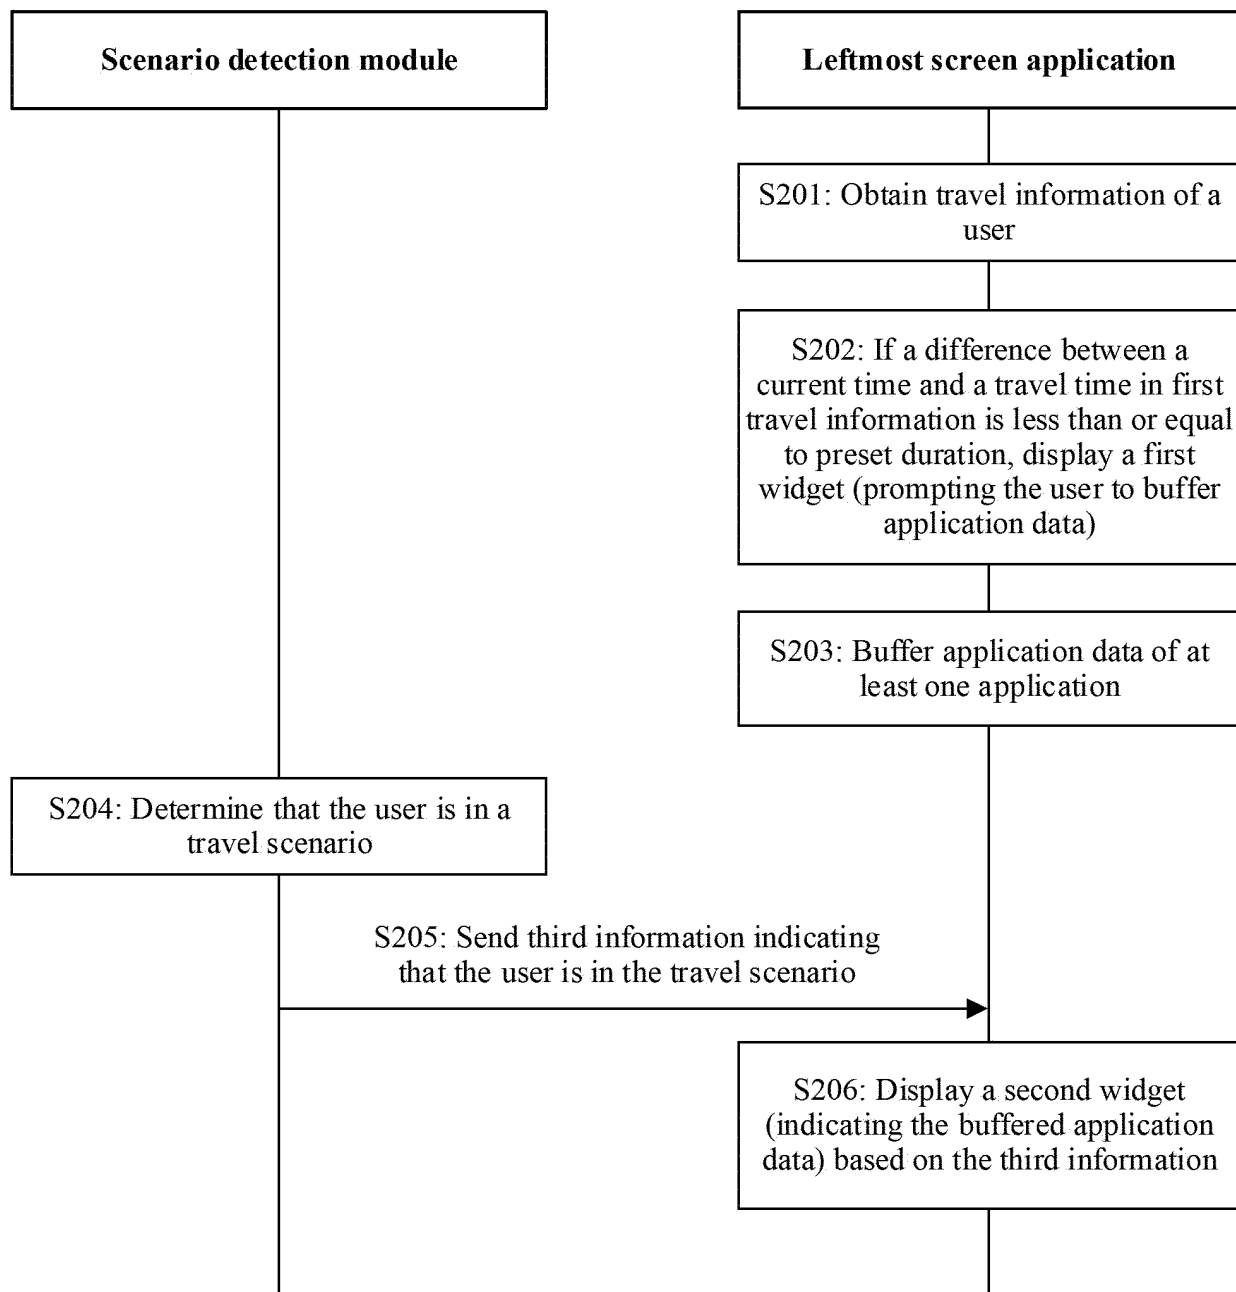 Scenario detection module
Leftmost screen application
S201: Obtain travel information of a
user
S202: If a difference between a
current time and a travel time in first
travel information is less than or equal
to preset duration, display a first
widget (prompting the user to buffer
application data)
S203: Buffer application data of at
least one application
S204: Determine that the user is in a
travel scenario
S205: Send third information indicating
that the user is in the travel scenario
S206: Display a second widget
(indicating the buffered application
data) based on the third information